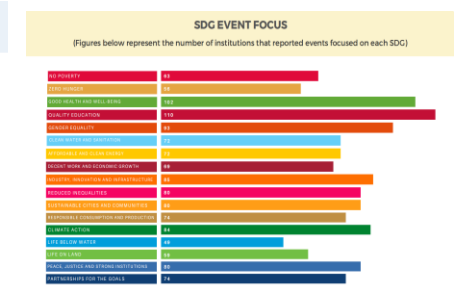 SDG EVENT FOCUS
(Figures below represent the number of institutions that reported events focused on each SDG)
NO POVERTY 63
ZERO HUNGER
GOOD HEALTH AND WELL BEING 102
QUALITY EDUCATION 110
GENDER EQUALITY 93
CLEAN WATER AND SANITATION 72
AFFORDABLE AND CLEAN ENERGY 72
DECENT WORK AND ECONOMIC GROWTH 69
INDUSTRY, INNOVATION AND INFRASTRUCTURE
REDUCED INEQUALITIES 80
SUSTAINABLE CITIES AND COMMUNITIES 80
RESPONSIBLE CONSUMPTION AND PRODUCTION 74
CLIMATE ACTION 84
LIFE BELOW WATER 49
LIFE ON LAND 59
PEACE, JUSTICE AND STRONG INSTITUTIONS 80
PARTNERSHIPS FOR THE GOALS 74